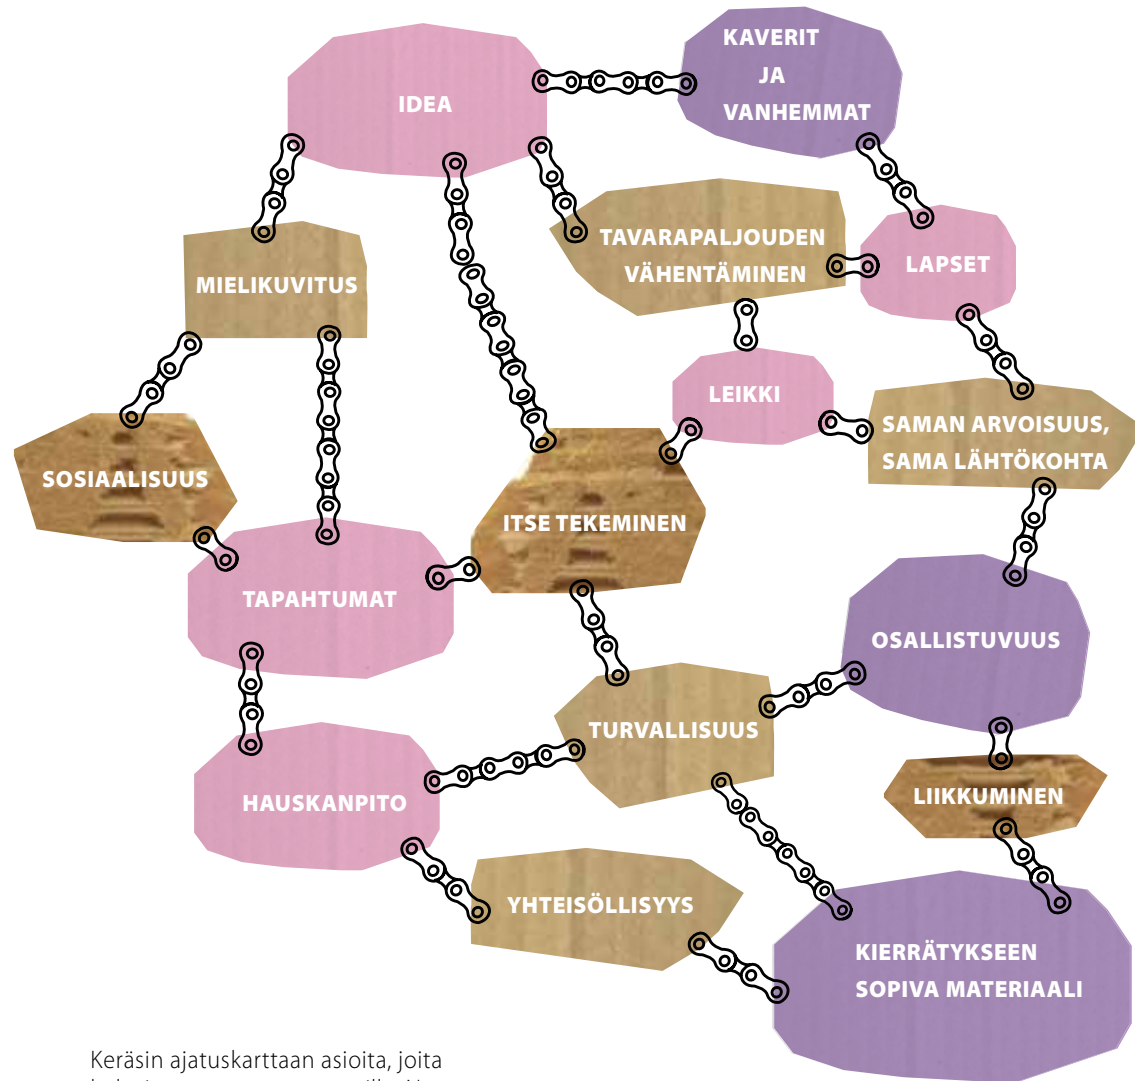 IDEA
KAVERIT
JA
VANHEMMAT
TAVARAPALJOUDEN
VÄHENTÄMINEN
LAPSET
MIELIKUVITUS
LEIKKI
SAMAN ARVOISUUS,
SAMA LÄHTÖKOHTA
SOSIAALISUUS
ITSE TEKEMINEN
TAPAHTUMAT
OSALLISTUVUUS
TURVALLISUUS
LIIKKUMINEN
HAUSKANPITO
YHTEISÖLLISYYS
KIERRÄTYKSEEN
SOPIVA MATERIAALI
Keräsin ajatuskarttaan asioita, joita